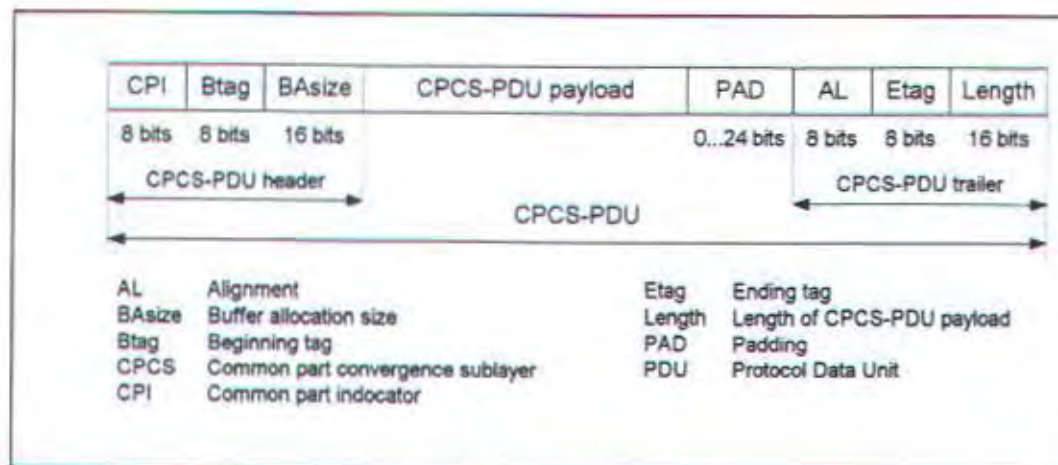 CPI Btag BAsize CPCS-PDU payload PAD AL Etag Length
8 bits 8 bits 16 bits 0...24 bits 8 bits 8 bits 16 bits
CPCS-PDU header CPCS-PDU trailer
CPCS-PDU
AL Alignment
BAsize Buffer allocation size
Btag Beginning tag
CPCS Common part convergence sublayer
CPI Common part indocator
Etag Ending tag
Length Length of CPCS-PDU payload
PAD Padding
PDU Protocol Data Unit